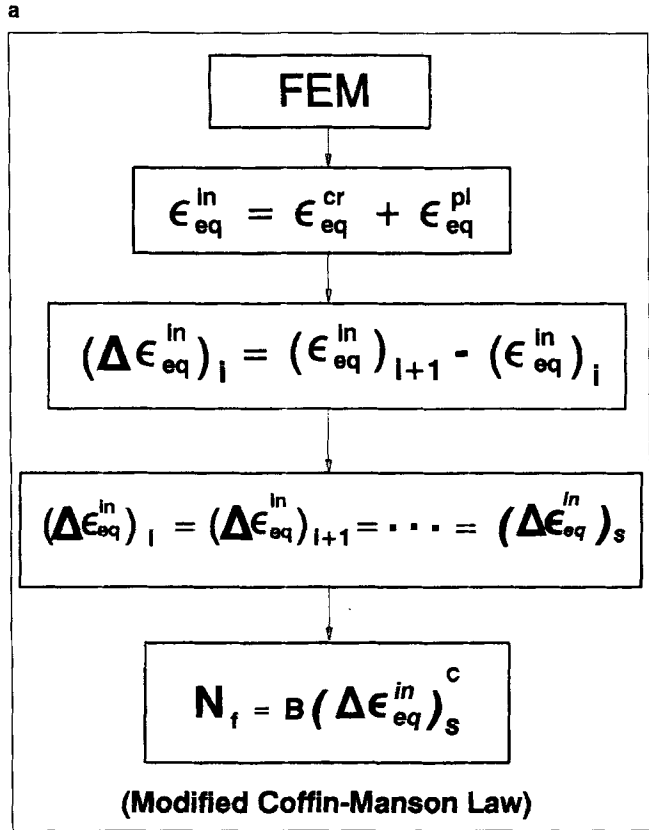 a
FEM
ϵ_eq^in = ϵ_eq^cr + ϵ_eq^pl
(Δϵ_eq^in)_i = (ϵ_eq^in)_i+1 - (ϵ_eq^in)_i
(Δϵ_eq^in)_i = (Δϵ_eq^in)_i+1 = · · · = (Δϵ_eq^in)_s
N_f = B(Δϵ_eq^in)_s^c
(Modified Coffin-Manson Law)